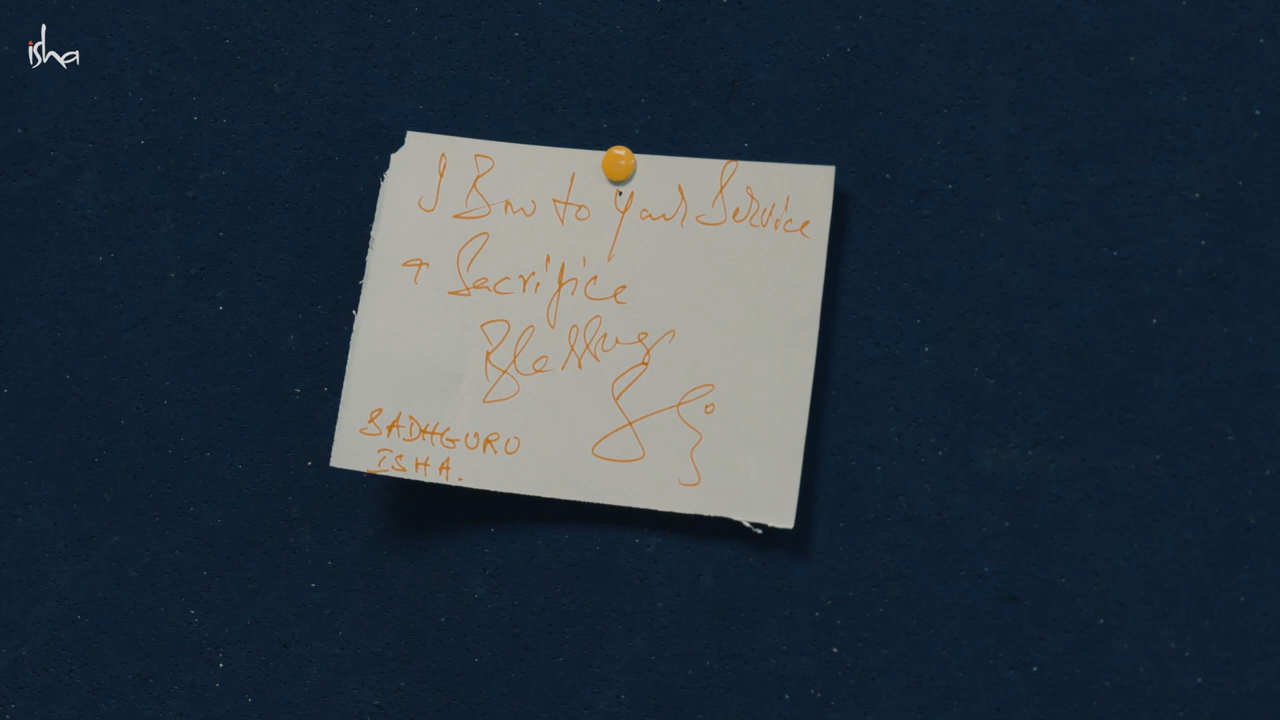 isha
I Bow to your Service
+ Sacrifice
Blessings
SADHGURU
ISHA.